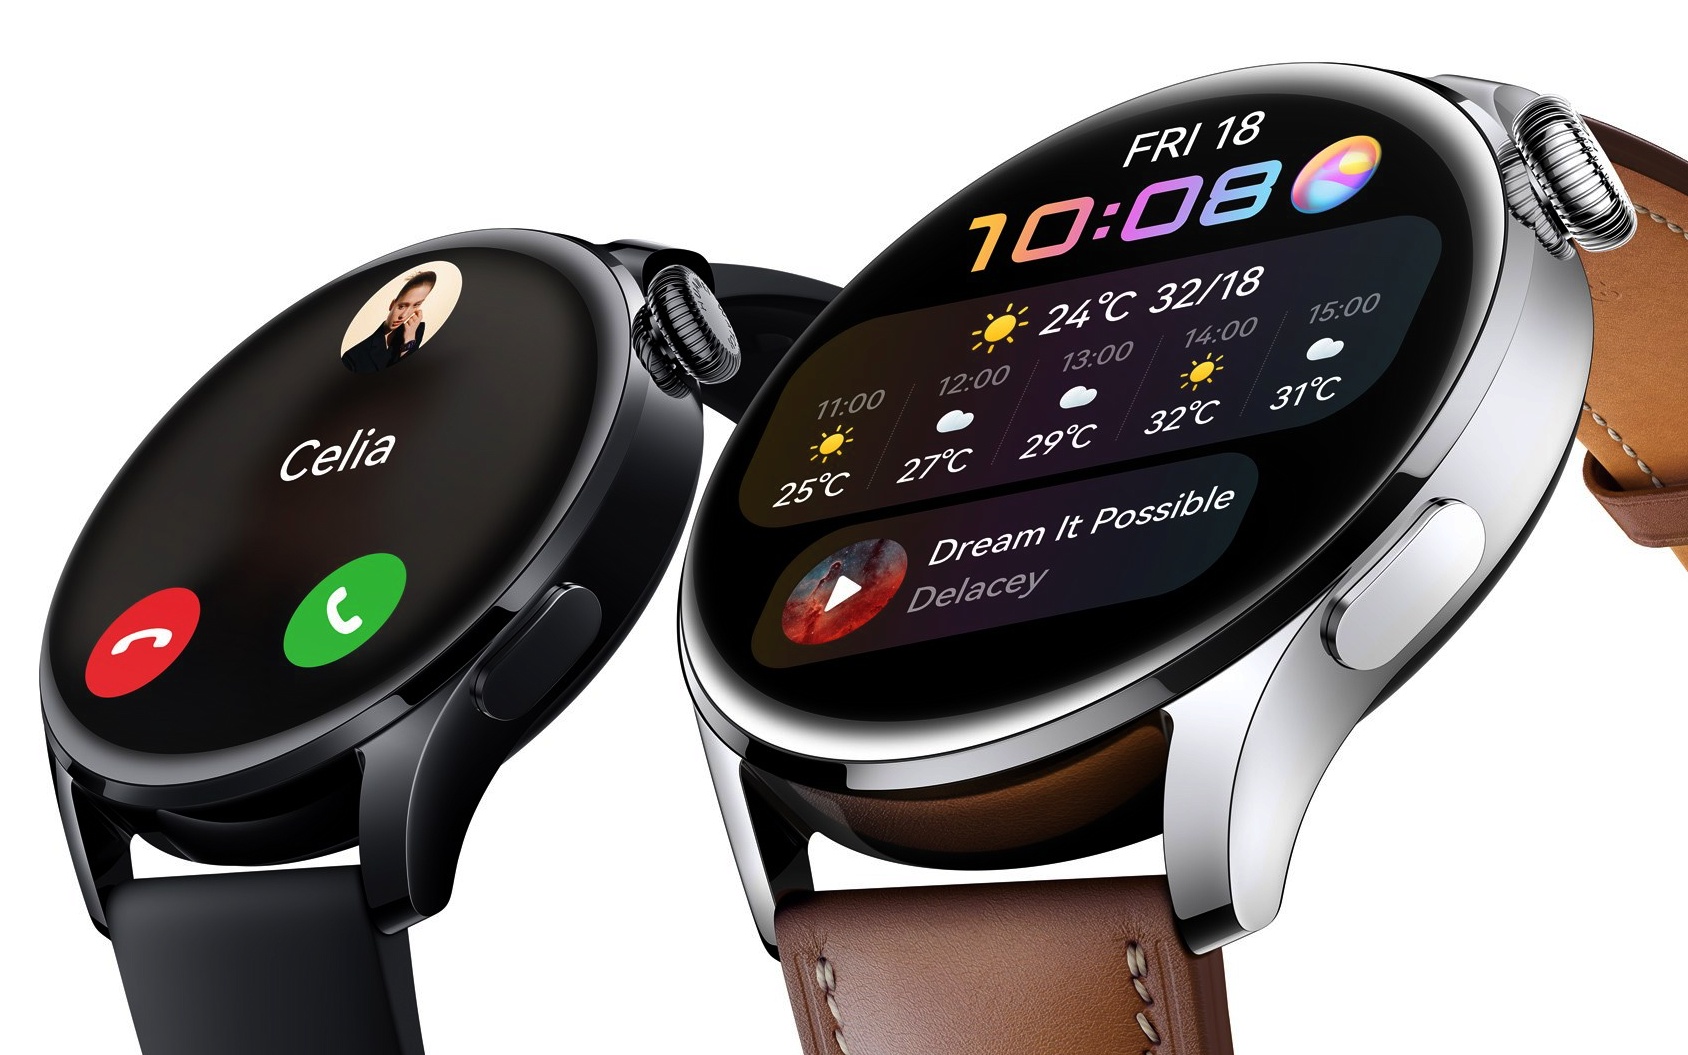 Celia
FRI 18
10:08
24°C 32/18
11:00 12:00 13:00 14:00 15:00
25°C 27°C 29°C 32°C 31°C
Dream It Possible
Delacey